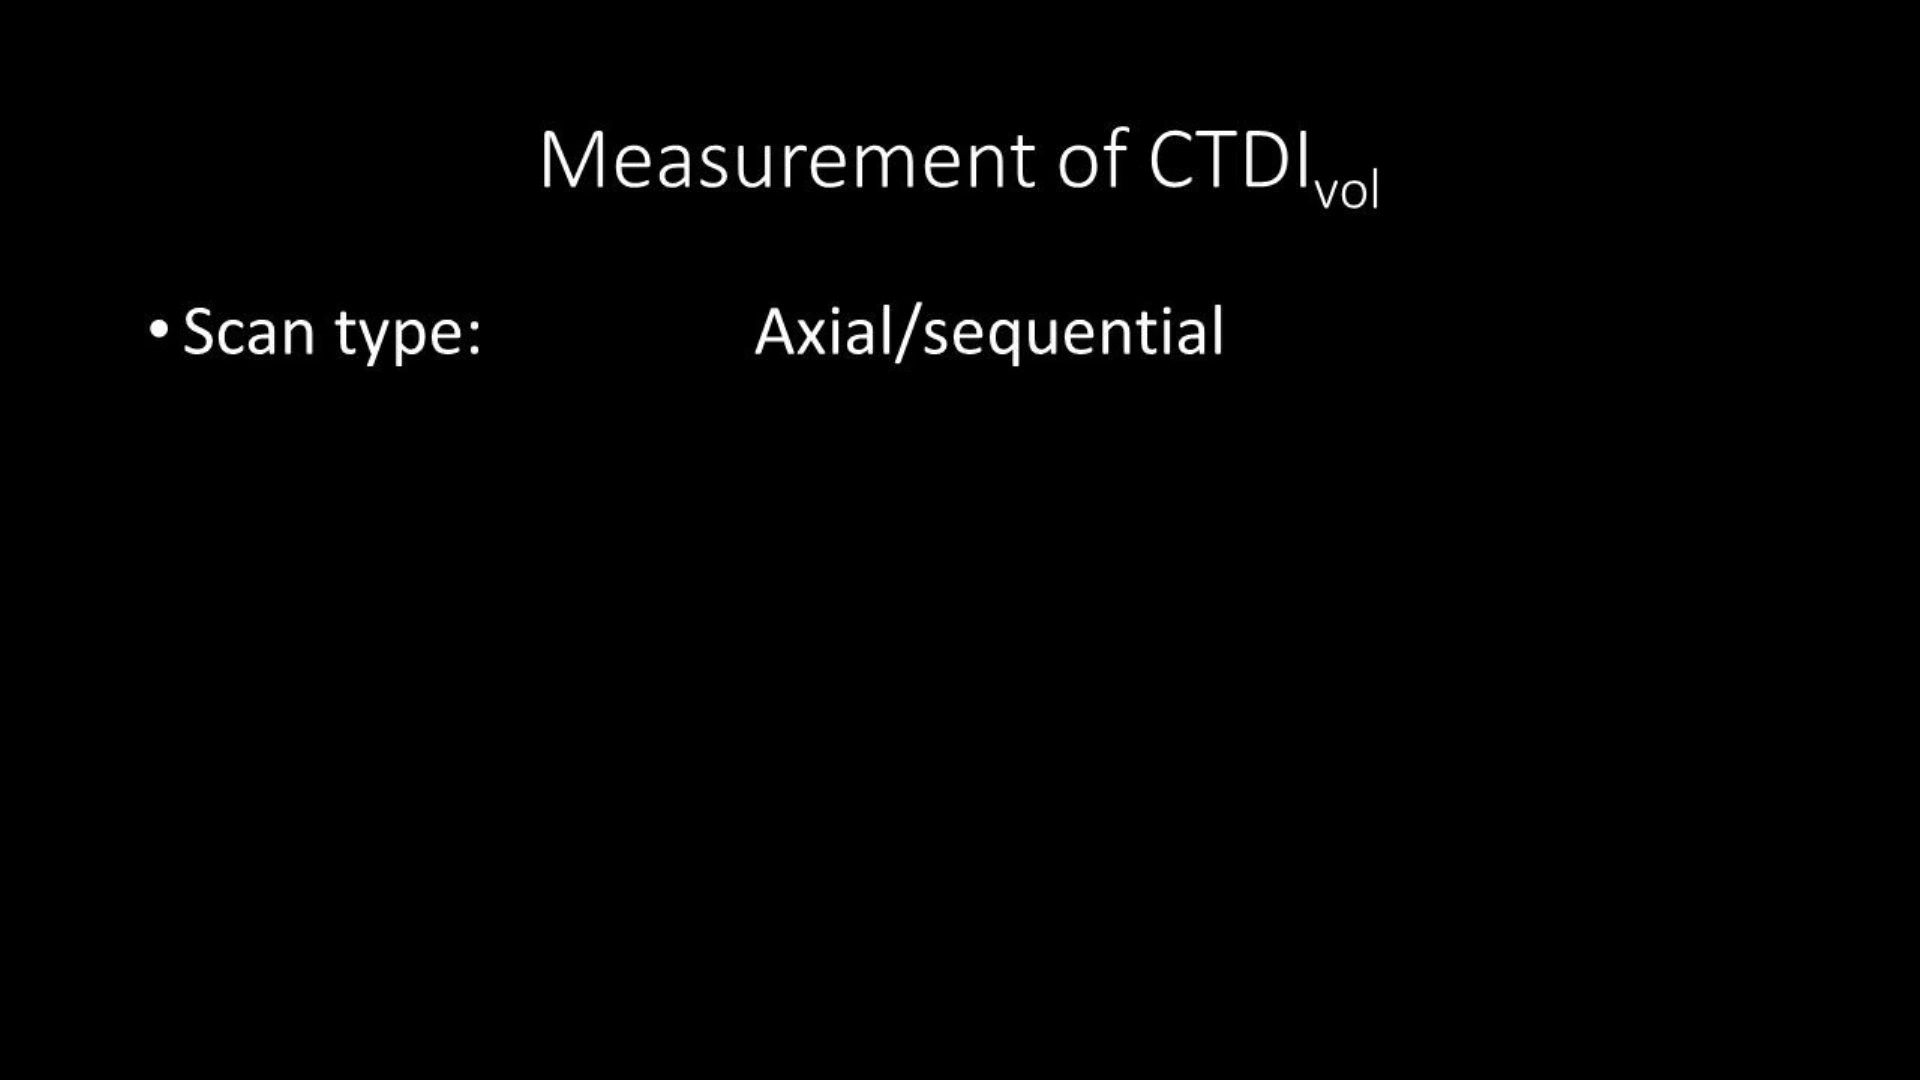 Measurement of CTDIvol
• Scan type: Axial/sequential